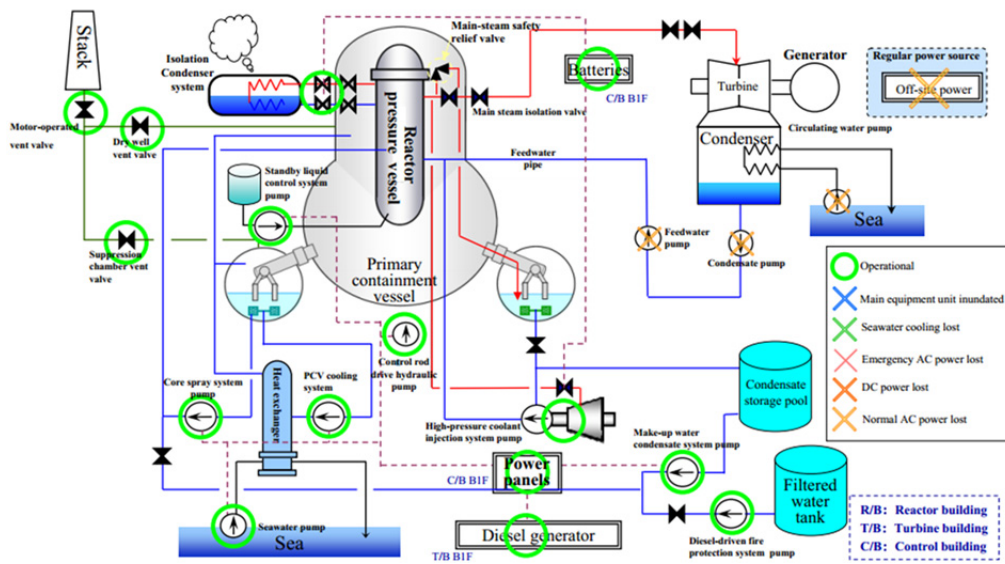 Stack
Motor-operated
vent valve
Dry well
vent valve
Suppression
chamber vent
valve
Isolation
Condenser
system
Standby liquid
control system
pump
Main-steam safety
relief valve
Reactor
pressure vessel
Main steam isolation valve
Batteries
C/B B1F
Turbine
Generator
Regular power source
Off-site power
Circulating water pump
Condenser
Sea
Feedwater
pipe
Feedwater
pump
Condensate pump
Primary
containment
vessel
Control rod
drive hydraulic
pump
Core spray system
pump
PCV cooling
system
Heat exchanger
Seawater pump
Sea
High-pressure coolant
injection system pump
Power
panels
C/B B1F
Diesel generator
T/B B1F
Make-up water
condensate system pump
Condensate
storage pool
Filtered
water
tank
Diesel-driven fire
protection system pump
Operational
Main equipment unit inundated
Seawater cooling lost
Emergency AC power lost
DC power lost
Normal AC power lost
R/B: Reactor building
T/B: Turbine building
C/B: Control building